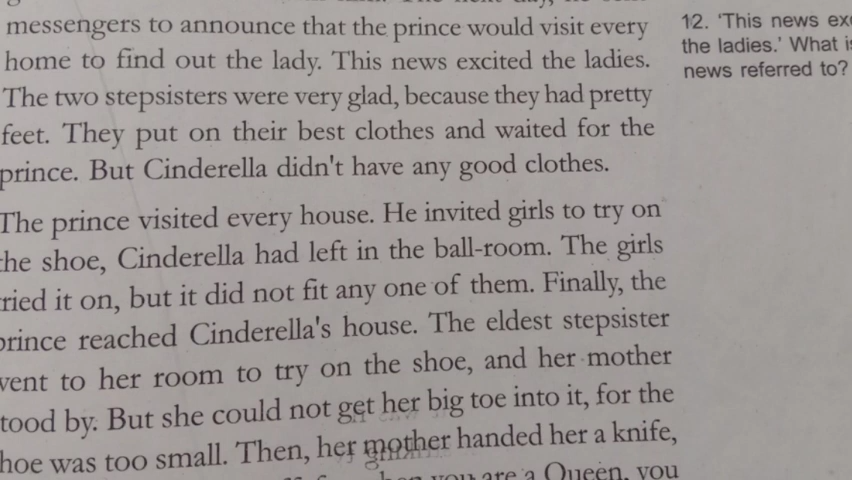 messengers to announce that the prince would visit every
home to find out the lady. This news excited the ladies.
The two stepsisters were very glad, because they had pretty
feet. They put on their best clothes and waited for the
prince. But Cinderella didn't have any good clothes.
The prince visited every house. He invited girls to try on
the shoe, Cinderella had left in the ball-room. The girls
tried it on, but it did not fit any one of them. Finally, the
prince reached Cinderella's house. The eldest stepsister
went to her room to try on the shoe, and her mother
stood by. But she could not get her big toe into it, for the
shoe was too small. Then, her mother handed her a knife,
you are a Queen, you
12. 'This news
the ladies.' What
news referred to?